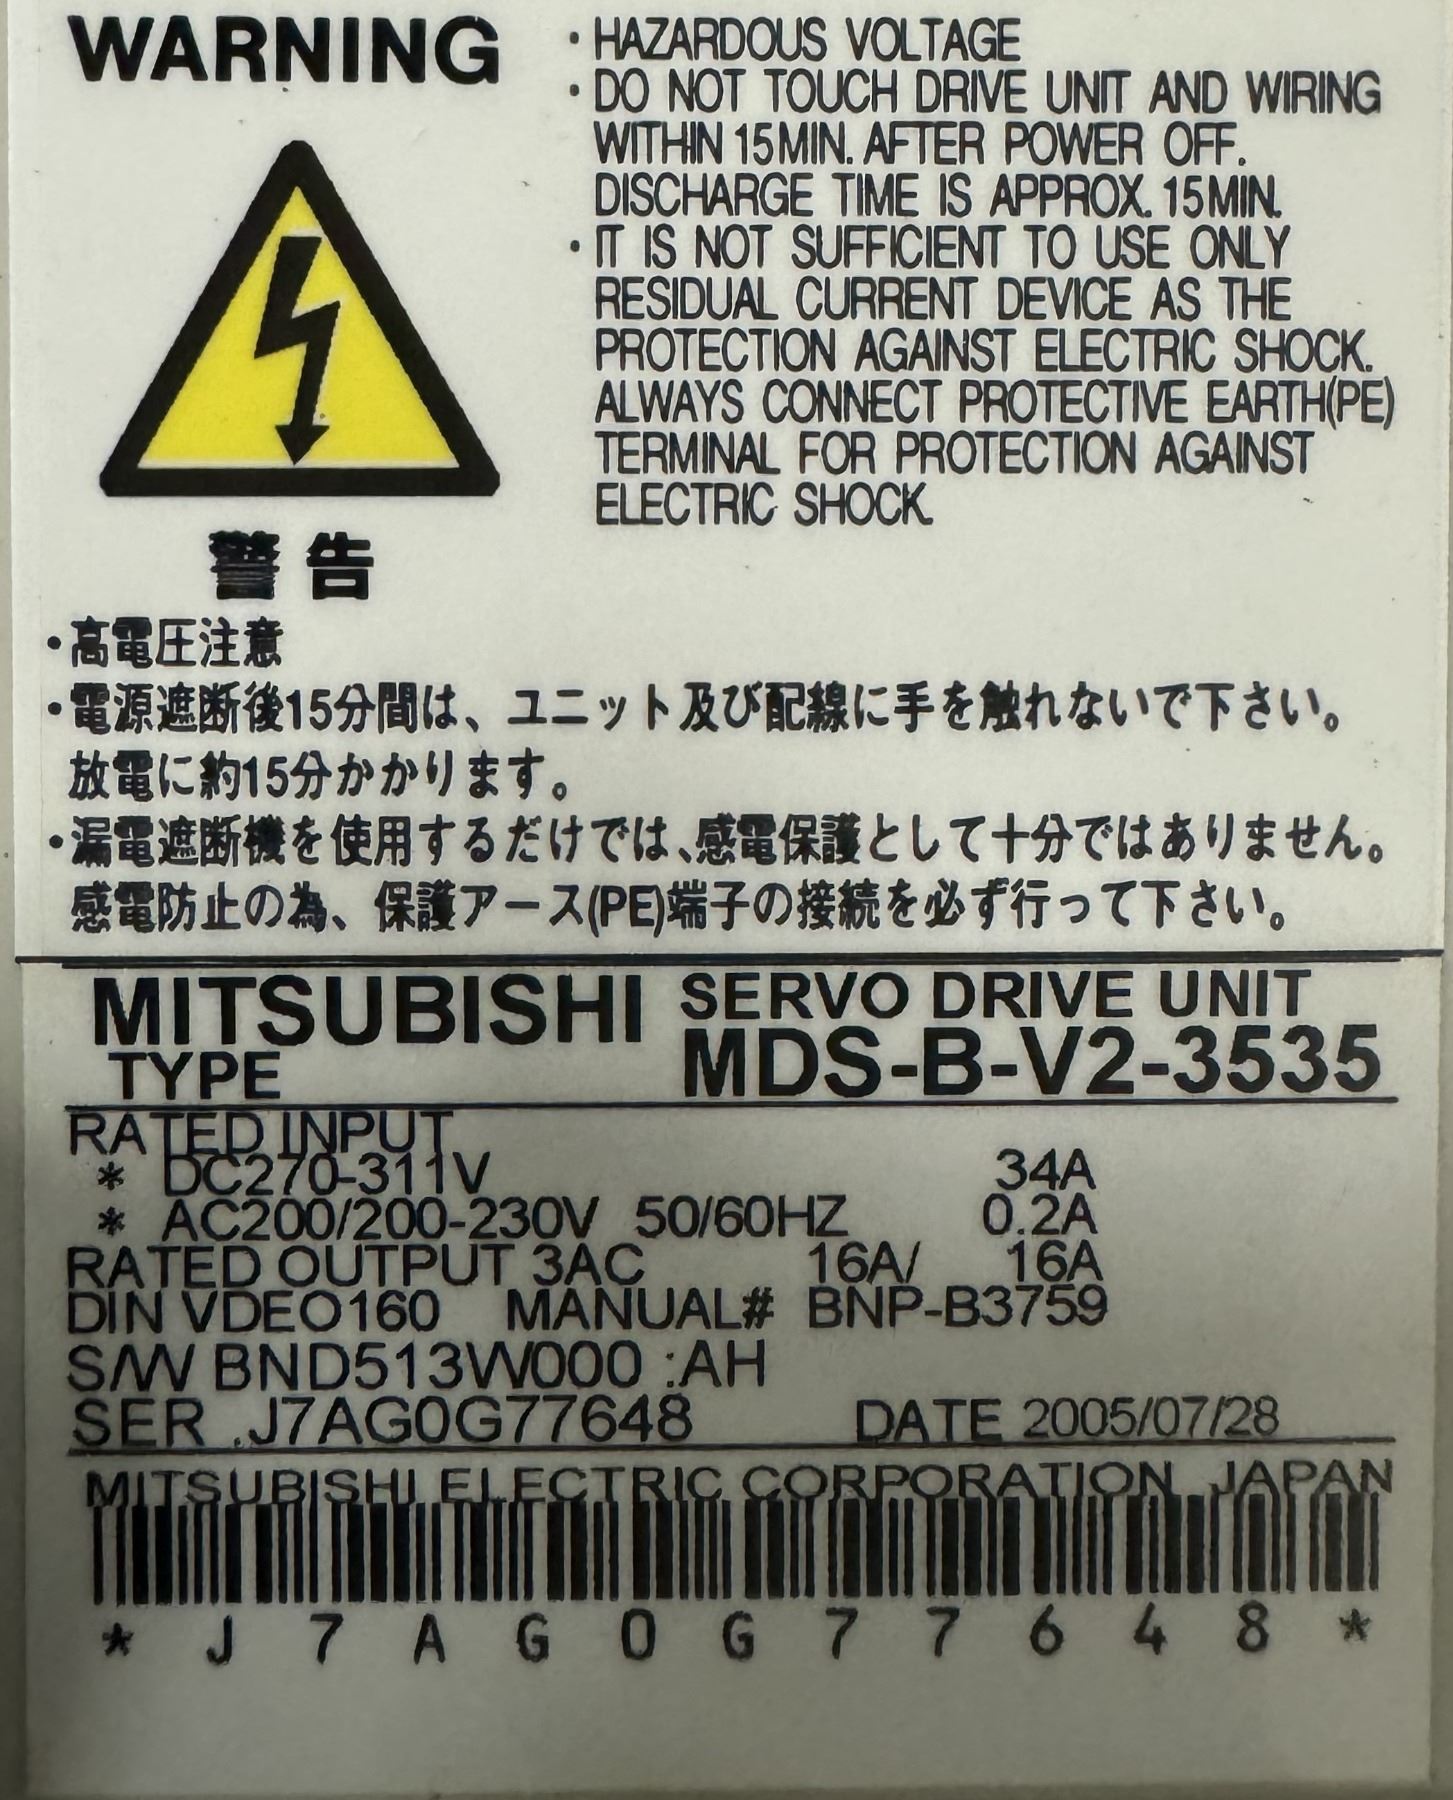 WARNING
・HAZARDOUS VOLTAGE
・DO NOT TOUCH DRIVE UNIT AND WIRING
WITHIN 15MIN. AFTER POWER OFF.
DISCHARGE TIME IS APPROX. 15MIN.
・IT IS NOT SUFFICIENT TO USE ONLY
RESIDUAL CURRENT DEVICE AS THE
PROTECTION AGAINST ELECTRIC SHOCK.
ALWAYS CONNECT PROTECTIVE EARTH(PE)
TERMINAL FOR PROTECTION AGAINST
ELECTRIC SHOCK.
警告
・高電圧注意
・電源遮断後15分間は、ユニット及び配線に手を触れないで下さい。
放電に約15分かかります。
・漏電遮断機を使用するだけでは、感電保護として十分ではありません。
感電防止の為、保護アース(PE)端子の接続を必ず行って下さい。
MITSUBISHI SERVO DRIVE UNIT
TYPE MDS-B-V2-3535
RATED INPUT
* DC270-311V 34A
* AC200/200-230V 50/60HZ 0.2A
RATED OUTPUT 3AC 16A/ 16A
DIN VDEO160 MANUAL# BNP-B3759
S/W BND513W000 :AH
SER .J7AG0G77648 DATE 2005/07/28
MITSUBISHI ELECTRIC CORPORATION JAPAN
* J 7 A G 0 G 7 7 6 4 8 *